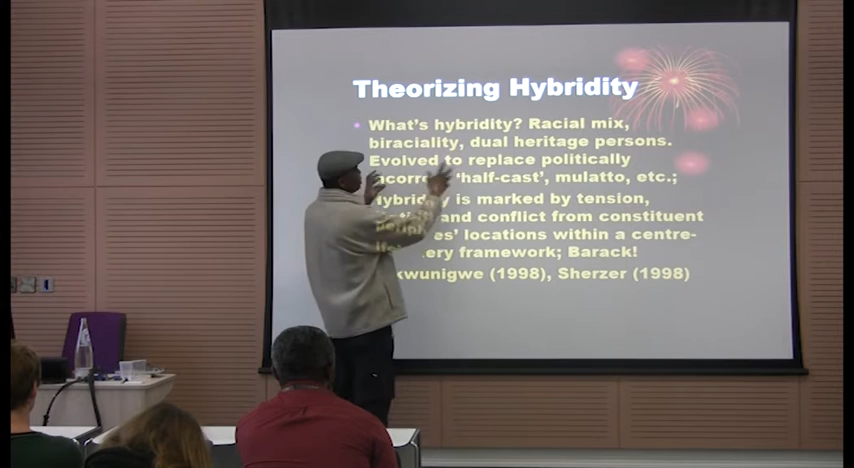 Theorizing Hybridity
What's hybridity? Racial mix,
biraciality, dual heritage persons.
Evolved to replace politically
'half-cast', mulatto, etc.;
is marked by tension,
and conflict from constituent
locations within a centre-
framework; Barack!
(1998), Sherzer (1998)